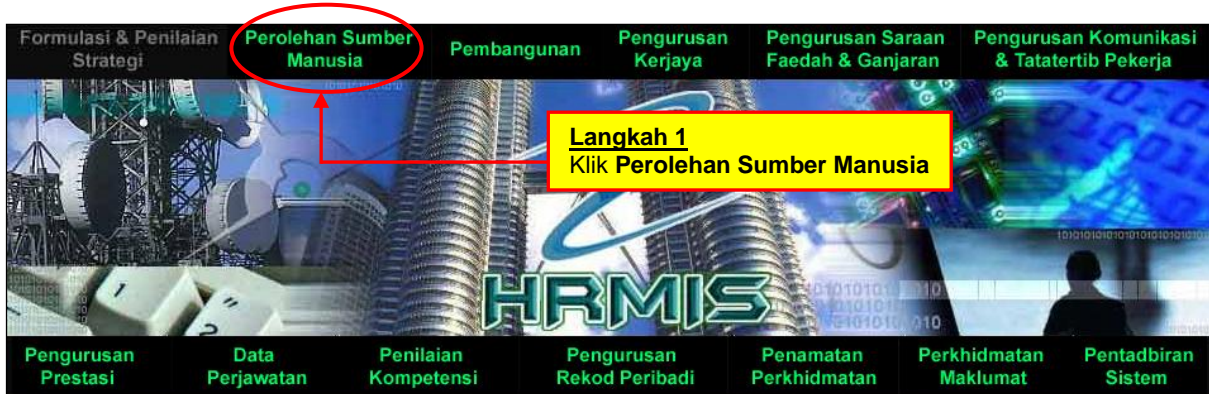 Formulasi & Penilaian Strategi
Perolehan Sumber Manusia
Pembangunan
Pengurusan Kerjaya
Pengurusan Saraan Faedah & Ganjaran
Pengurusan Komunikasi & Tatatertib Pekerja
Langkah 1
Klik Perolehan Sumber Manusia
HRMIS
Pengurusan Prestasi
Data Perjawatan
Penilaian Kompetensi
Pengurusan Rekod Peribadi
Penamatan Perkhidmatan
Perkhidmatan Maklumat
Pentadbiran Sistem